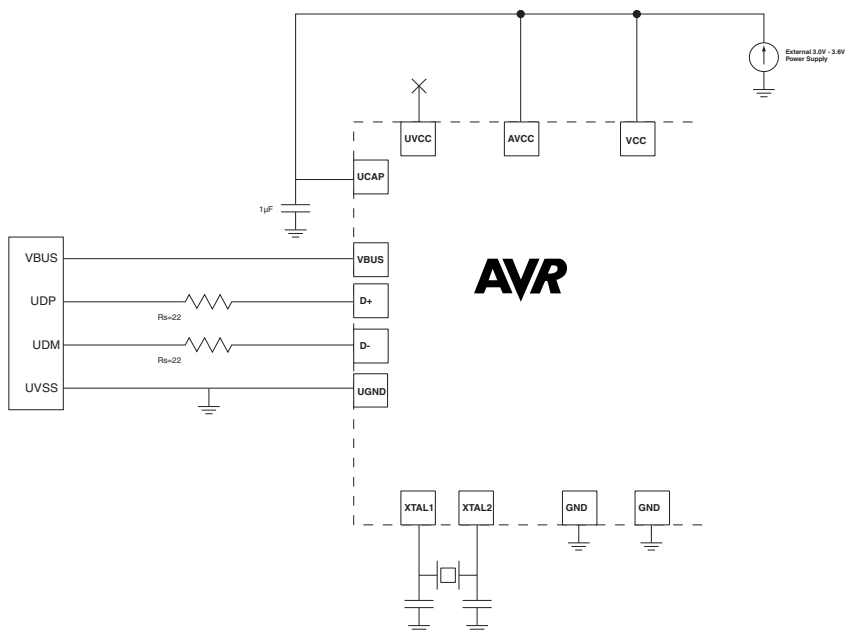 External 3.0V - 3.6V
Power Supply
UVCC
AVCC
VCC
UCAP
1µF
VBUS
VBUS
AVR
UDP
D+
Rs=22
UDM
D-
Rs=22
UVSS
UGND
XTAL1
XTAL2
GND
GND